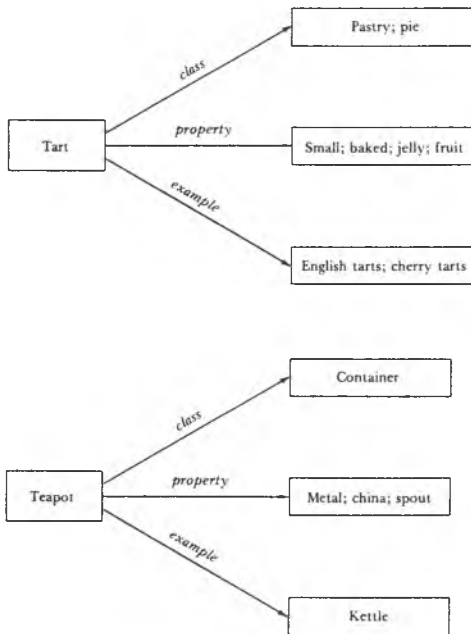 Pastry; pie
class
property
Tart
Small; baked; jelly; fruit
example
English tarts; cherry tarts
Container
class
property
Teapot
Metal; china; spout
example
Kettle